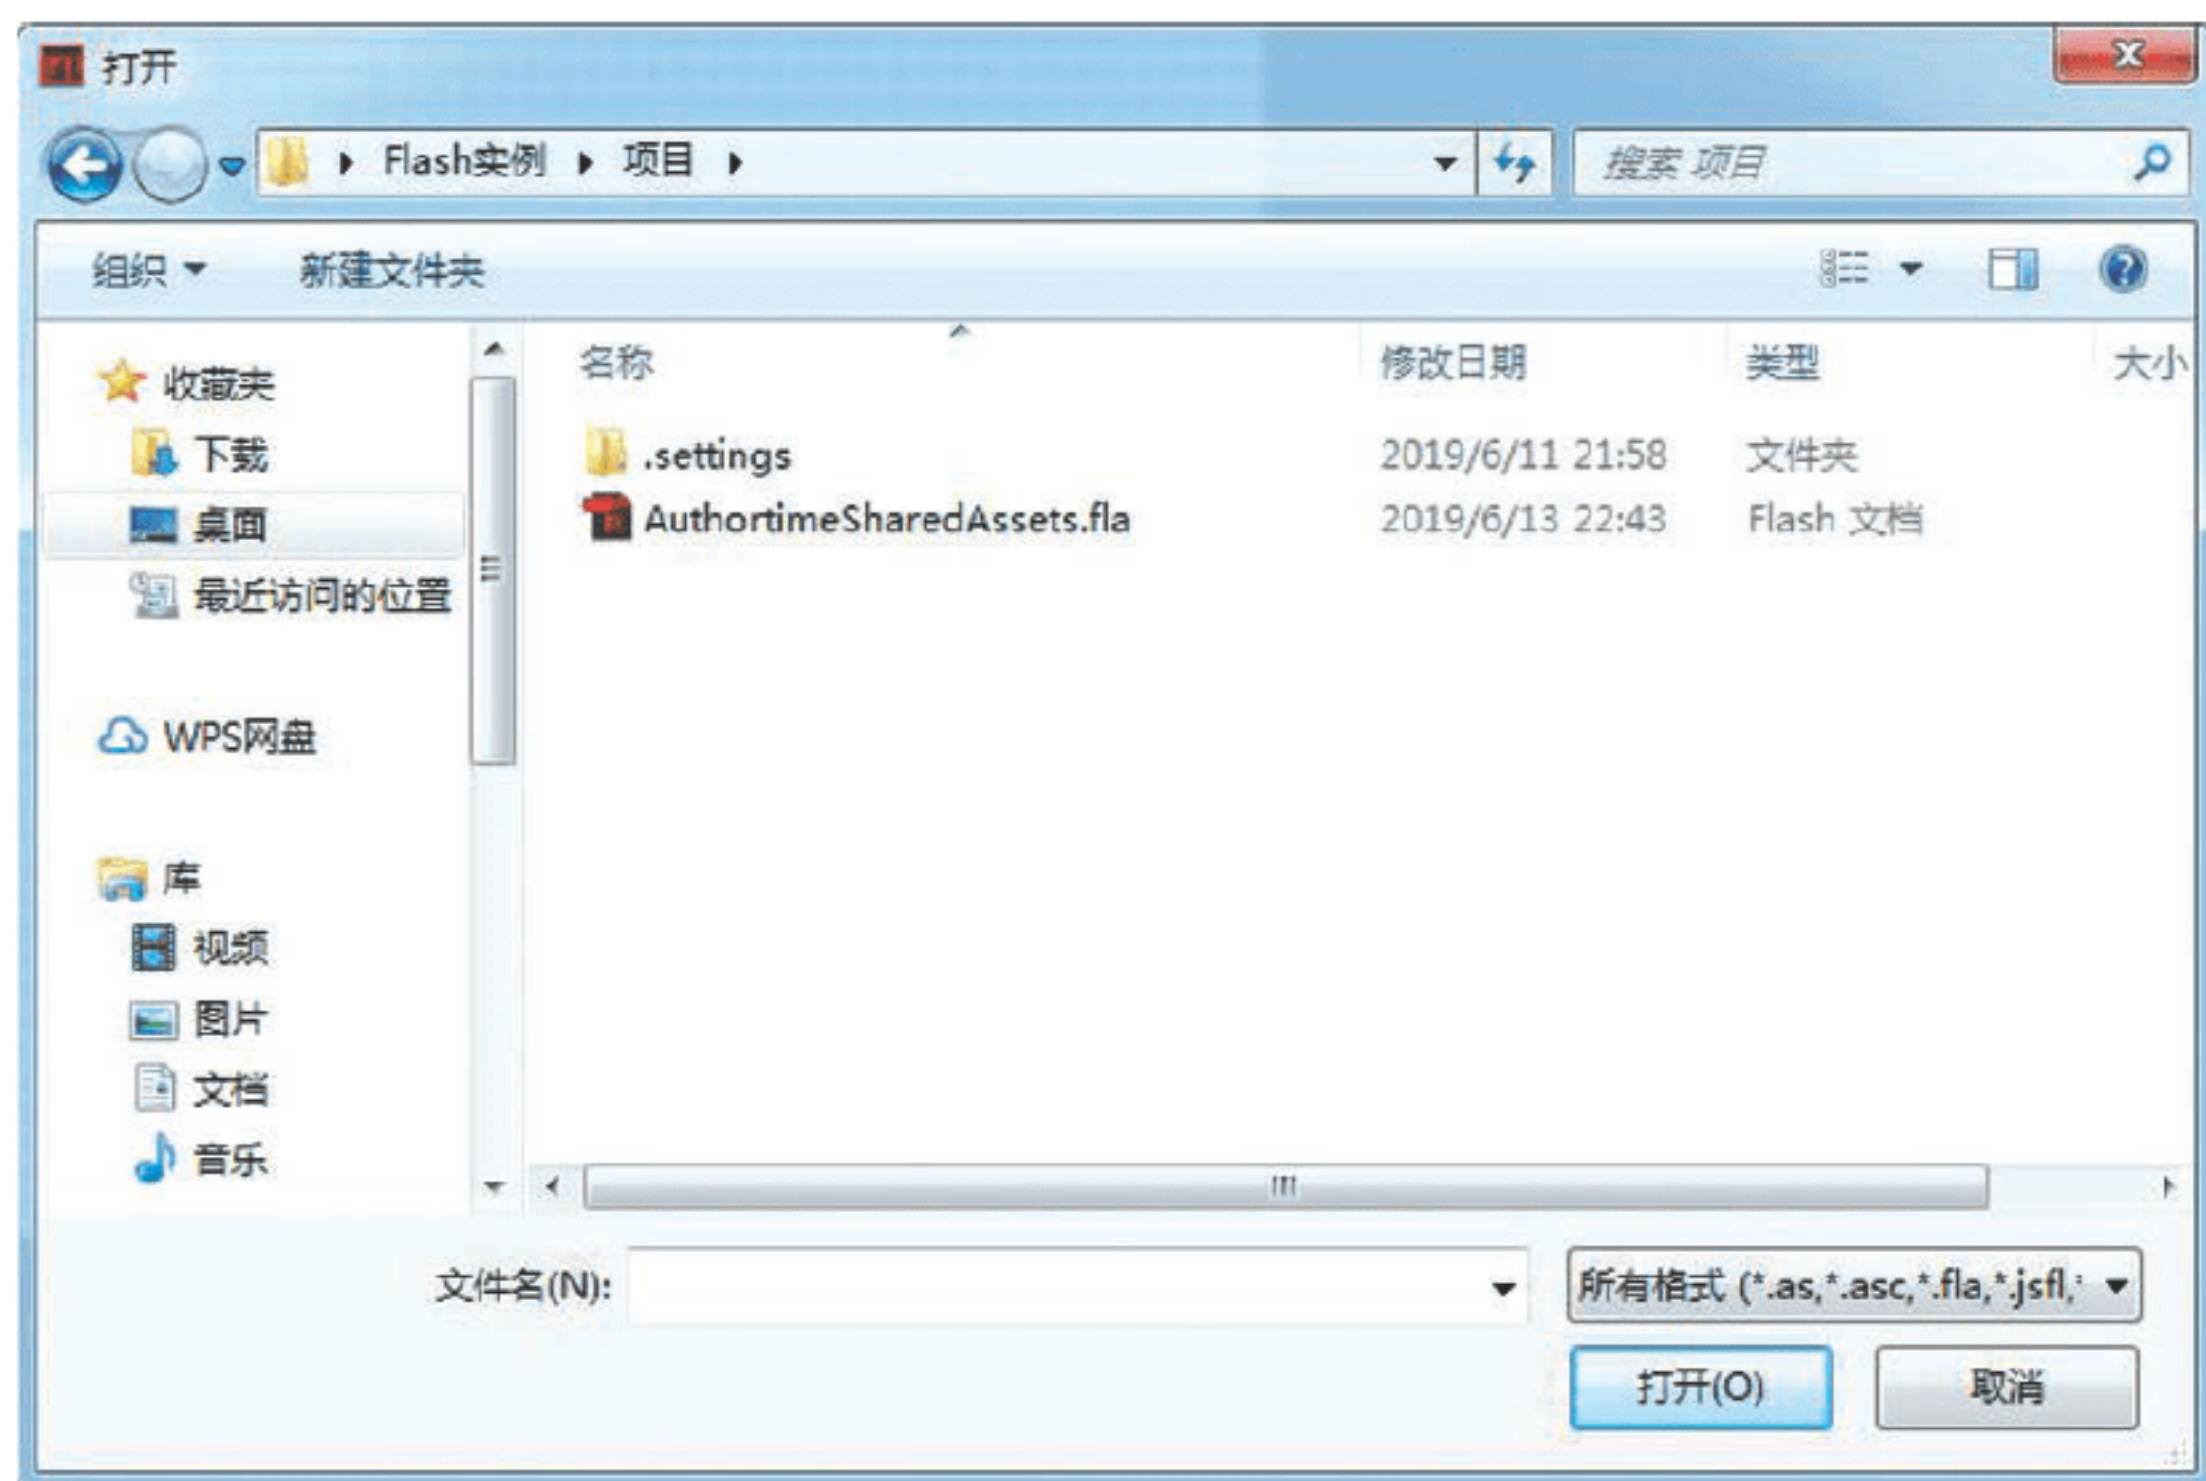 打开
Flash实例 项目
搜索 项目
组织 新建文件夹
名称 修改日期 类型 大小
收藏夹
下载
桌面
最近访问的位置
WPS网盘
库
视频
图片
文档
音乐
.settings 2019/6/11 21:58 文件夹
AuthortimeSharedAssets.fla 2019/6/13 22:43 Flash 文档
文件名(N): 所有格式 (*.as,*.asc,*.fla,*.jsfl,
打开(O) 取消